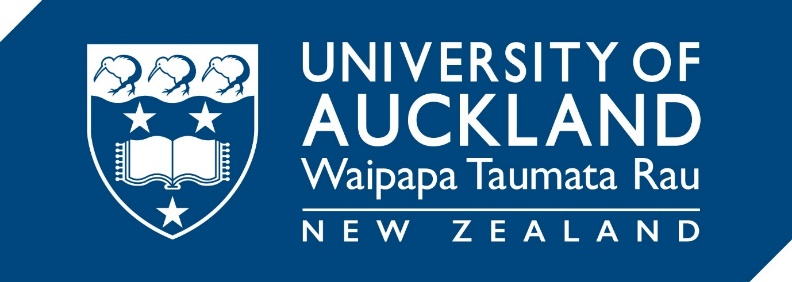 UNIVERSITY OF
AUCKLAND
Waipapa Taumata Rau
NEW ZEALAND